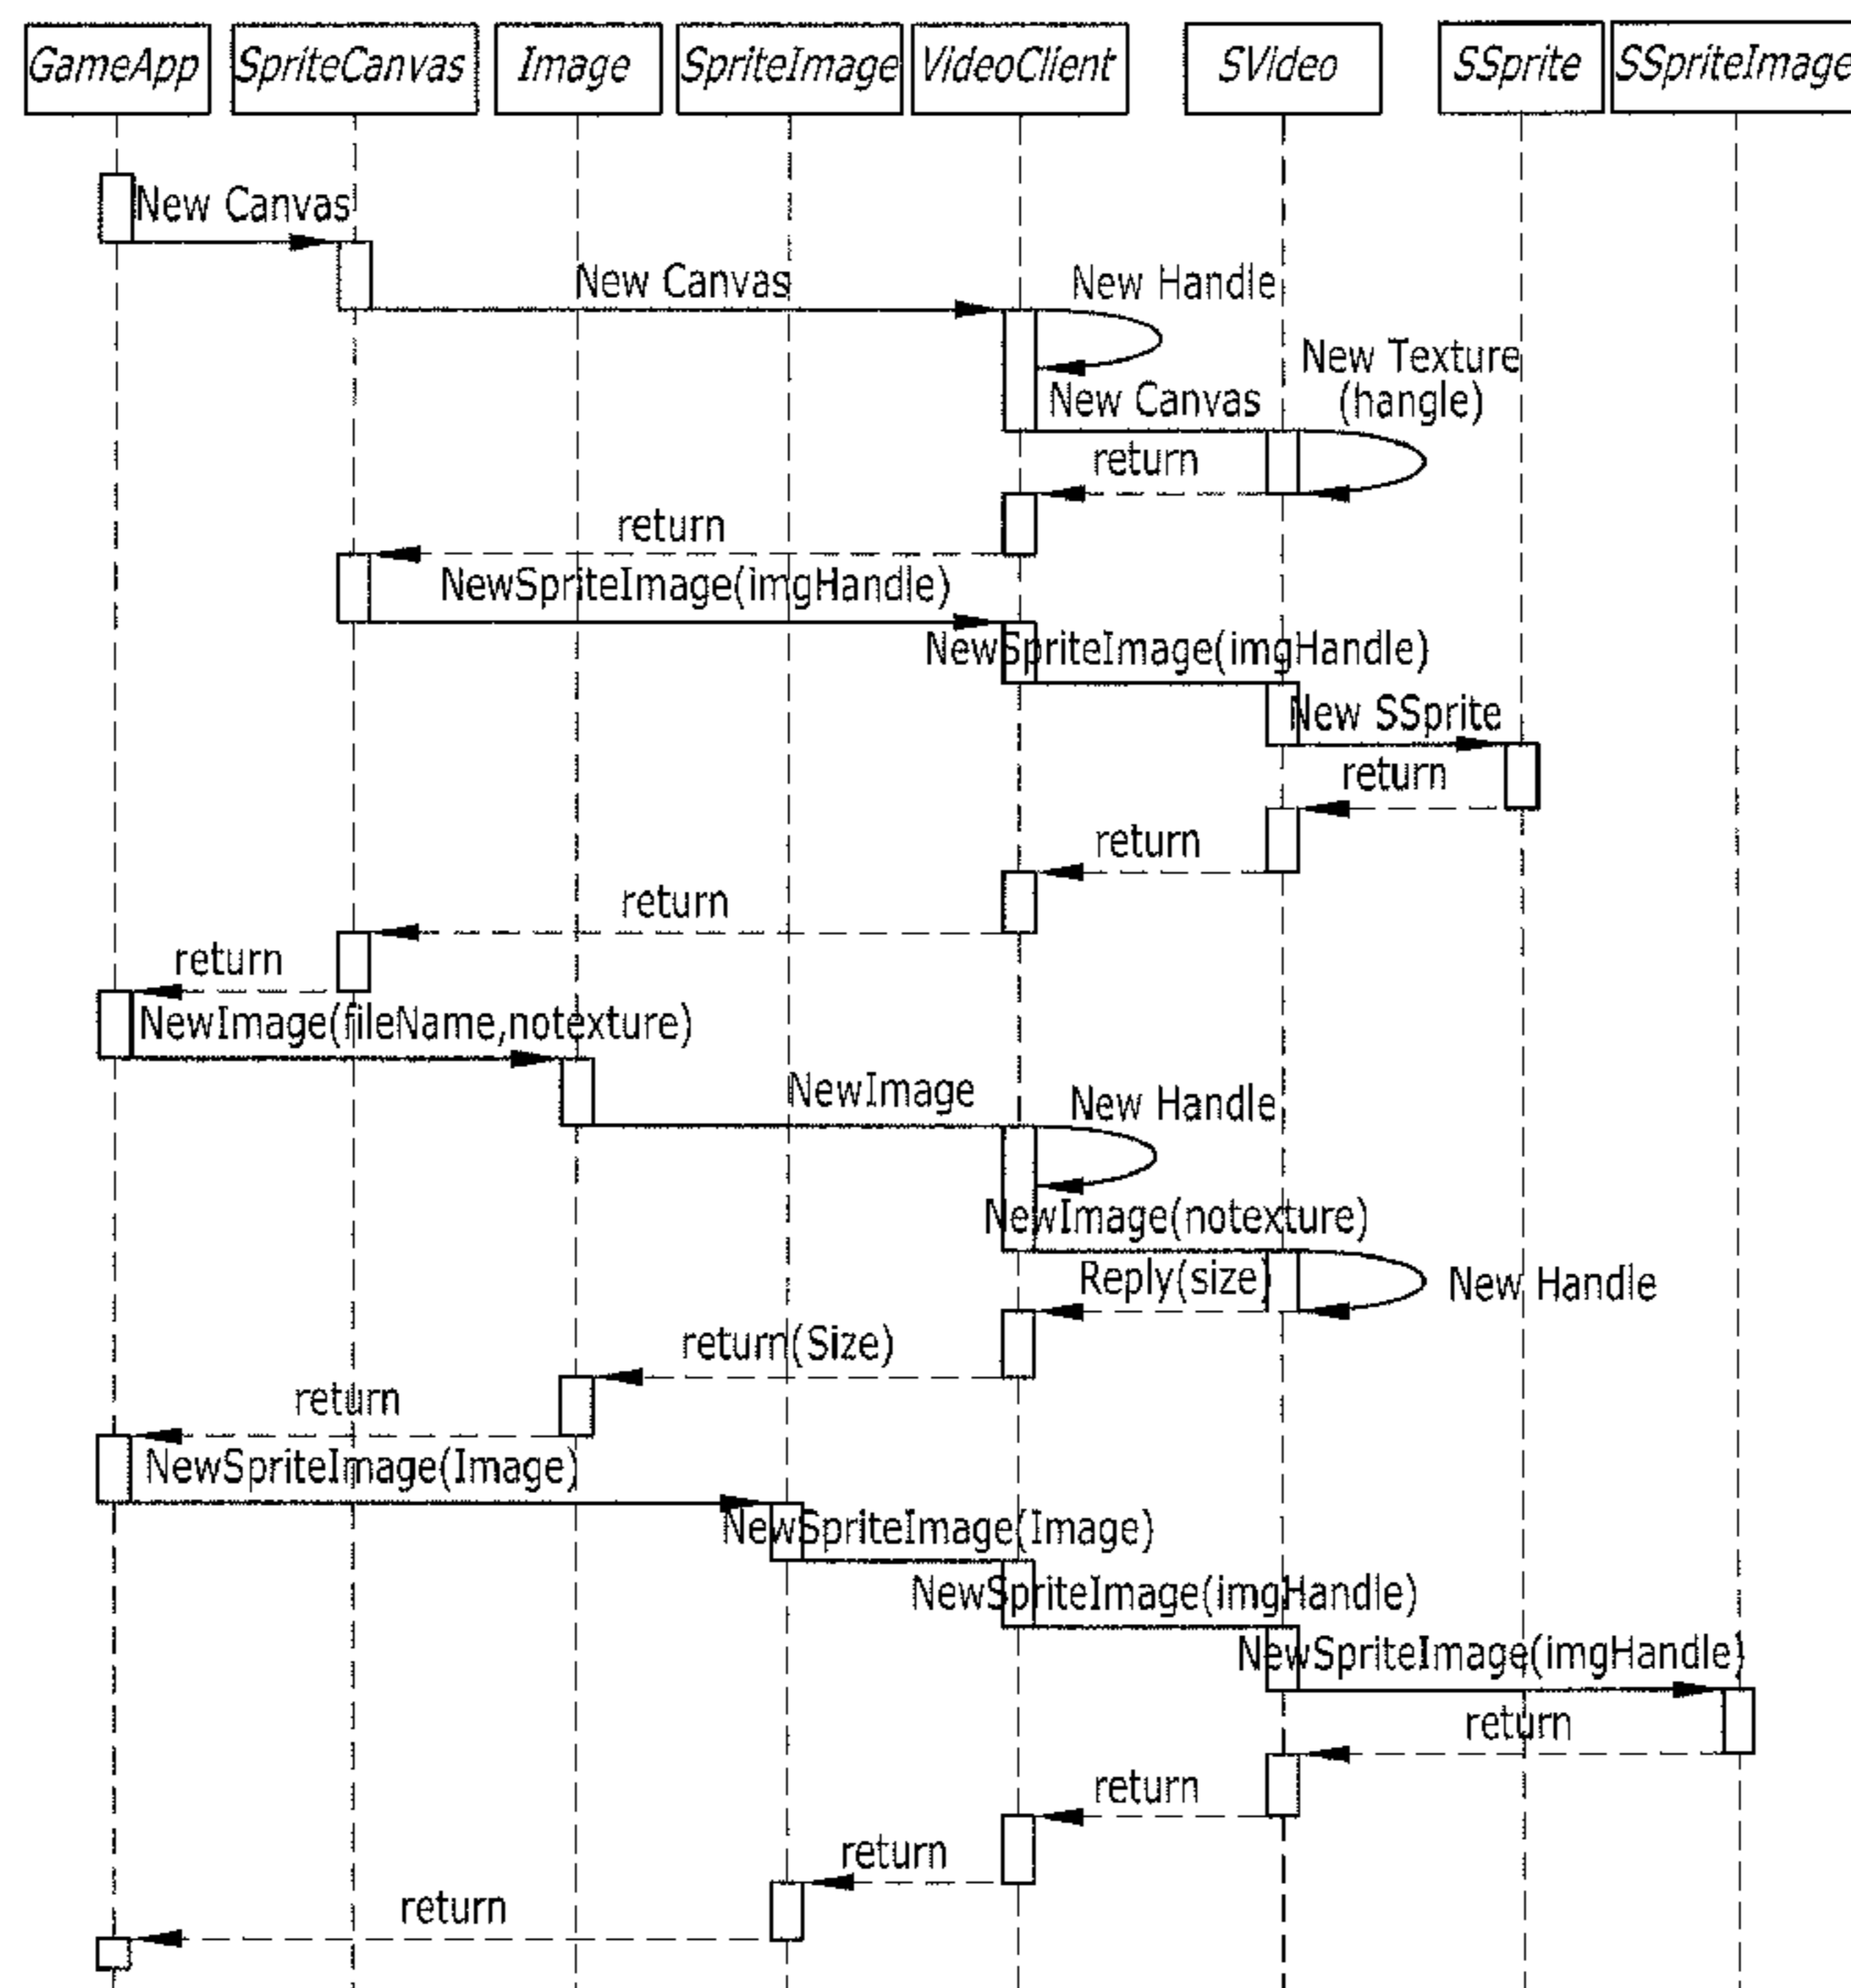 GameApp
SpriteCanvas
Image
SpriteImage
VideoClient
SVideo
SSprite
SSpriteImage
New Canvas
New Canvas
New Handle
New Texture
(hangle)
New Canvas
return
return
NewSpriteImage(imgHandle)
NewSpriteImage(imgHandle)
New SSprite
return
return
return
return
NewImage(fileName,notexture)
NewImage
New Handle
NewImage(notexture)
Reply(size)
New Handle
return(Size)
return
NewSpriteImage(Image)
NewSpriteImage(Image)
NewSpriteImage(imgHandle)
NewSpriteImage(imgHandle)
return
return
return
return